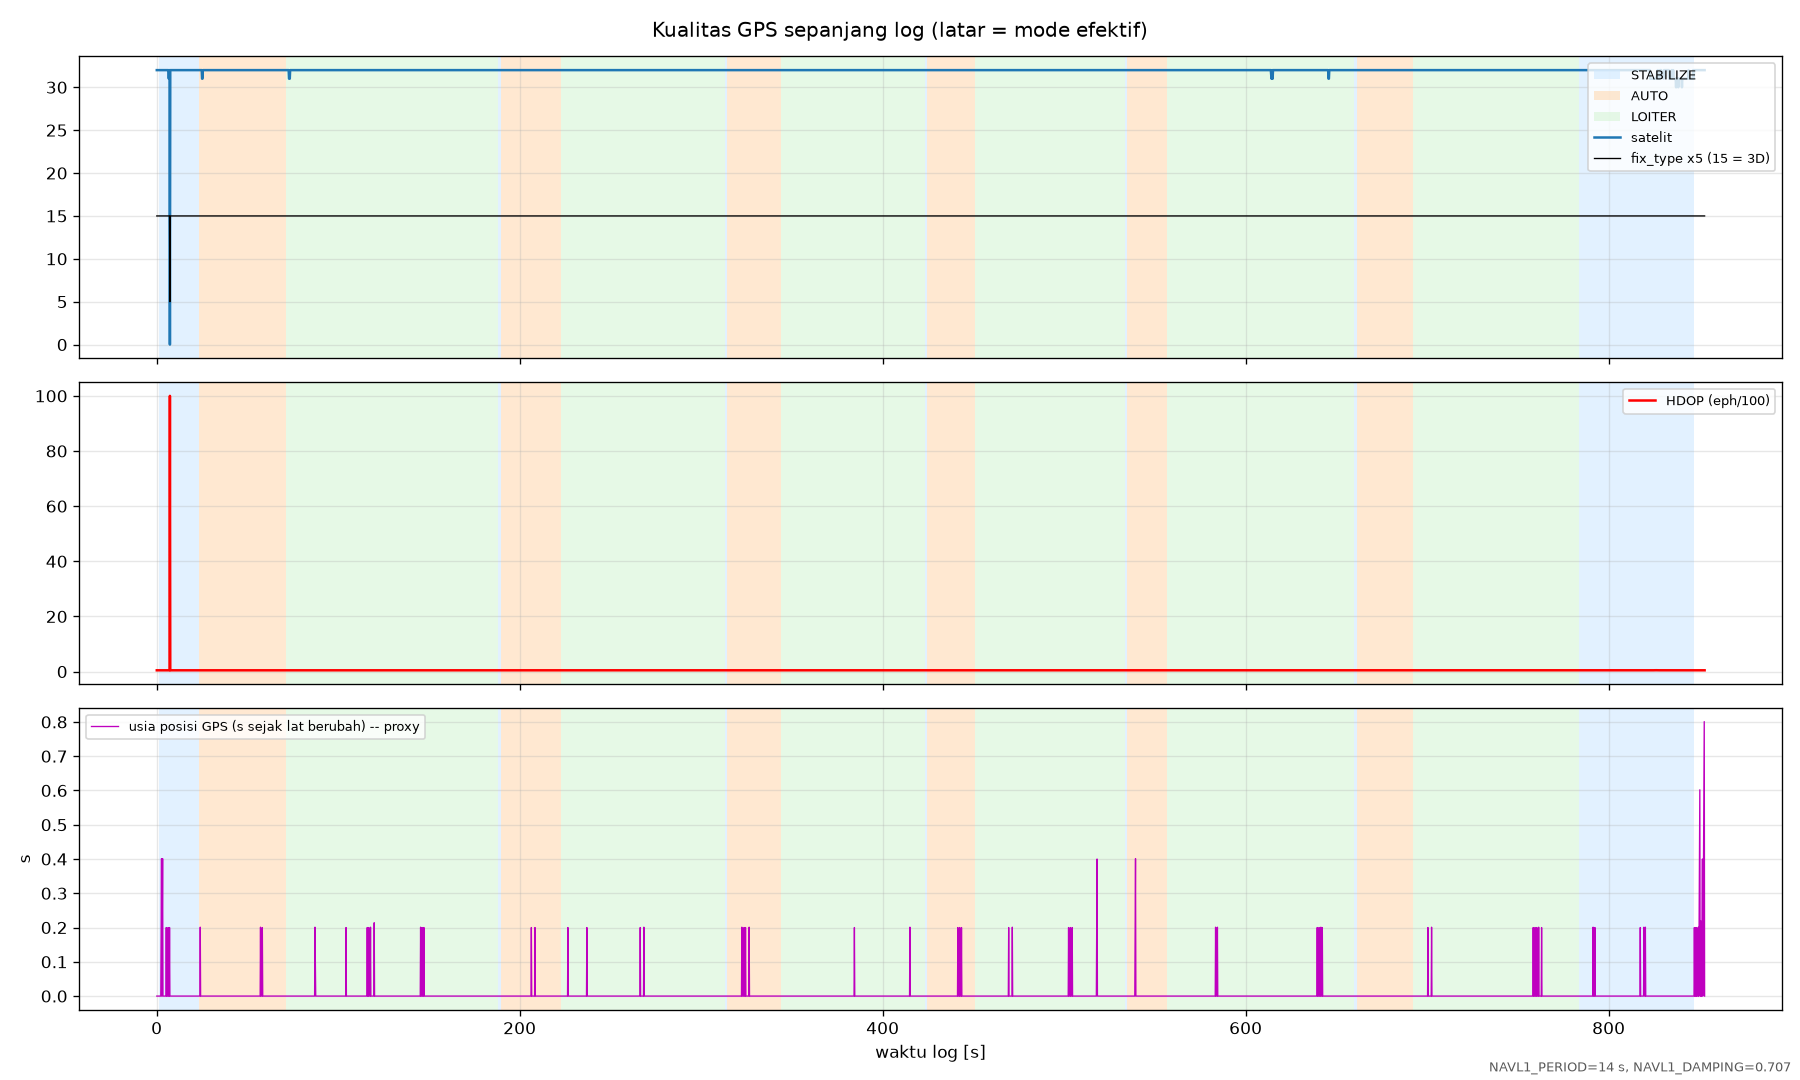 Kualitas GPS sepanjang log (latar = mode efektif)
30
25
20
15
10
5
0
STABILIZE
AUTO
LOITER
satelit
fix_type x5 (15 = 3D)
100
80
60
40
20
0
HDOP (eph/100)
0.8
0.7
0.6
0.5
0.4
0.3
0.2
0.1
0.0
s
usia posisi GPS (s sejak lat berubah) -- proxy
0 200 400 600 800
waktu log [s]
NAVL1_PERIOD=14 s, NAVL1_DAMPING=0.707